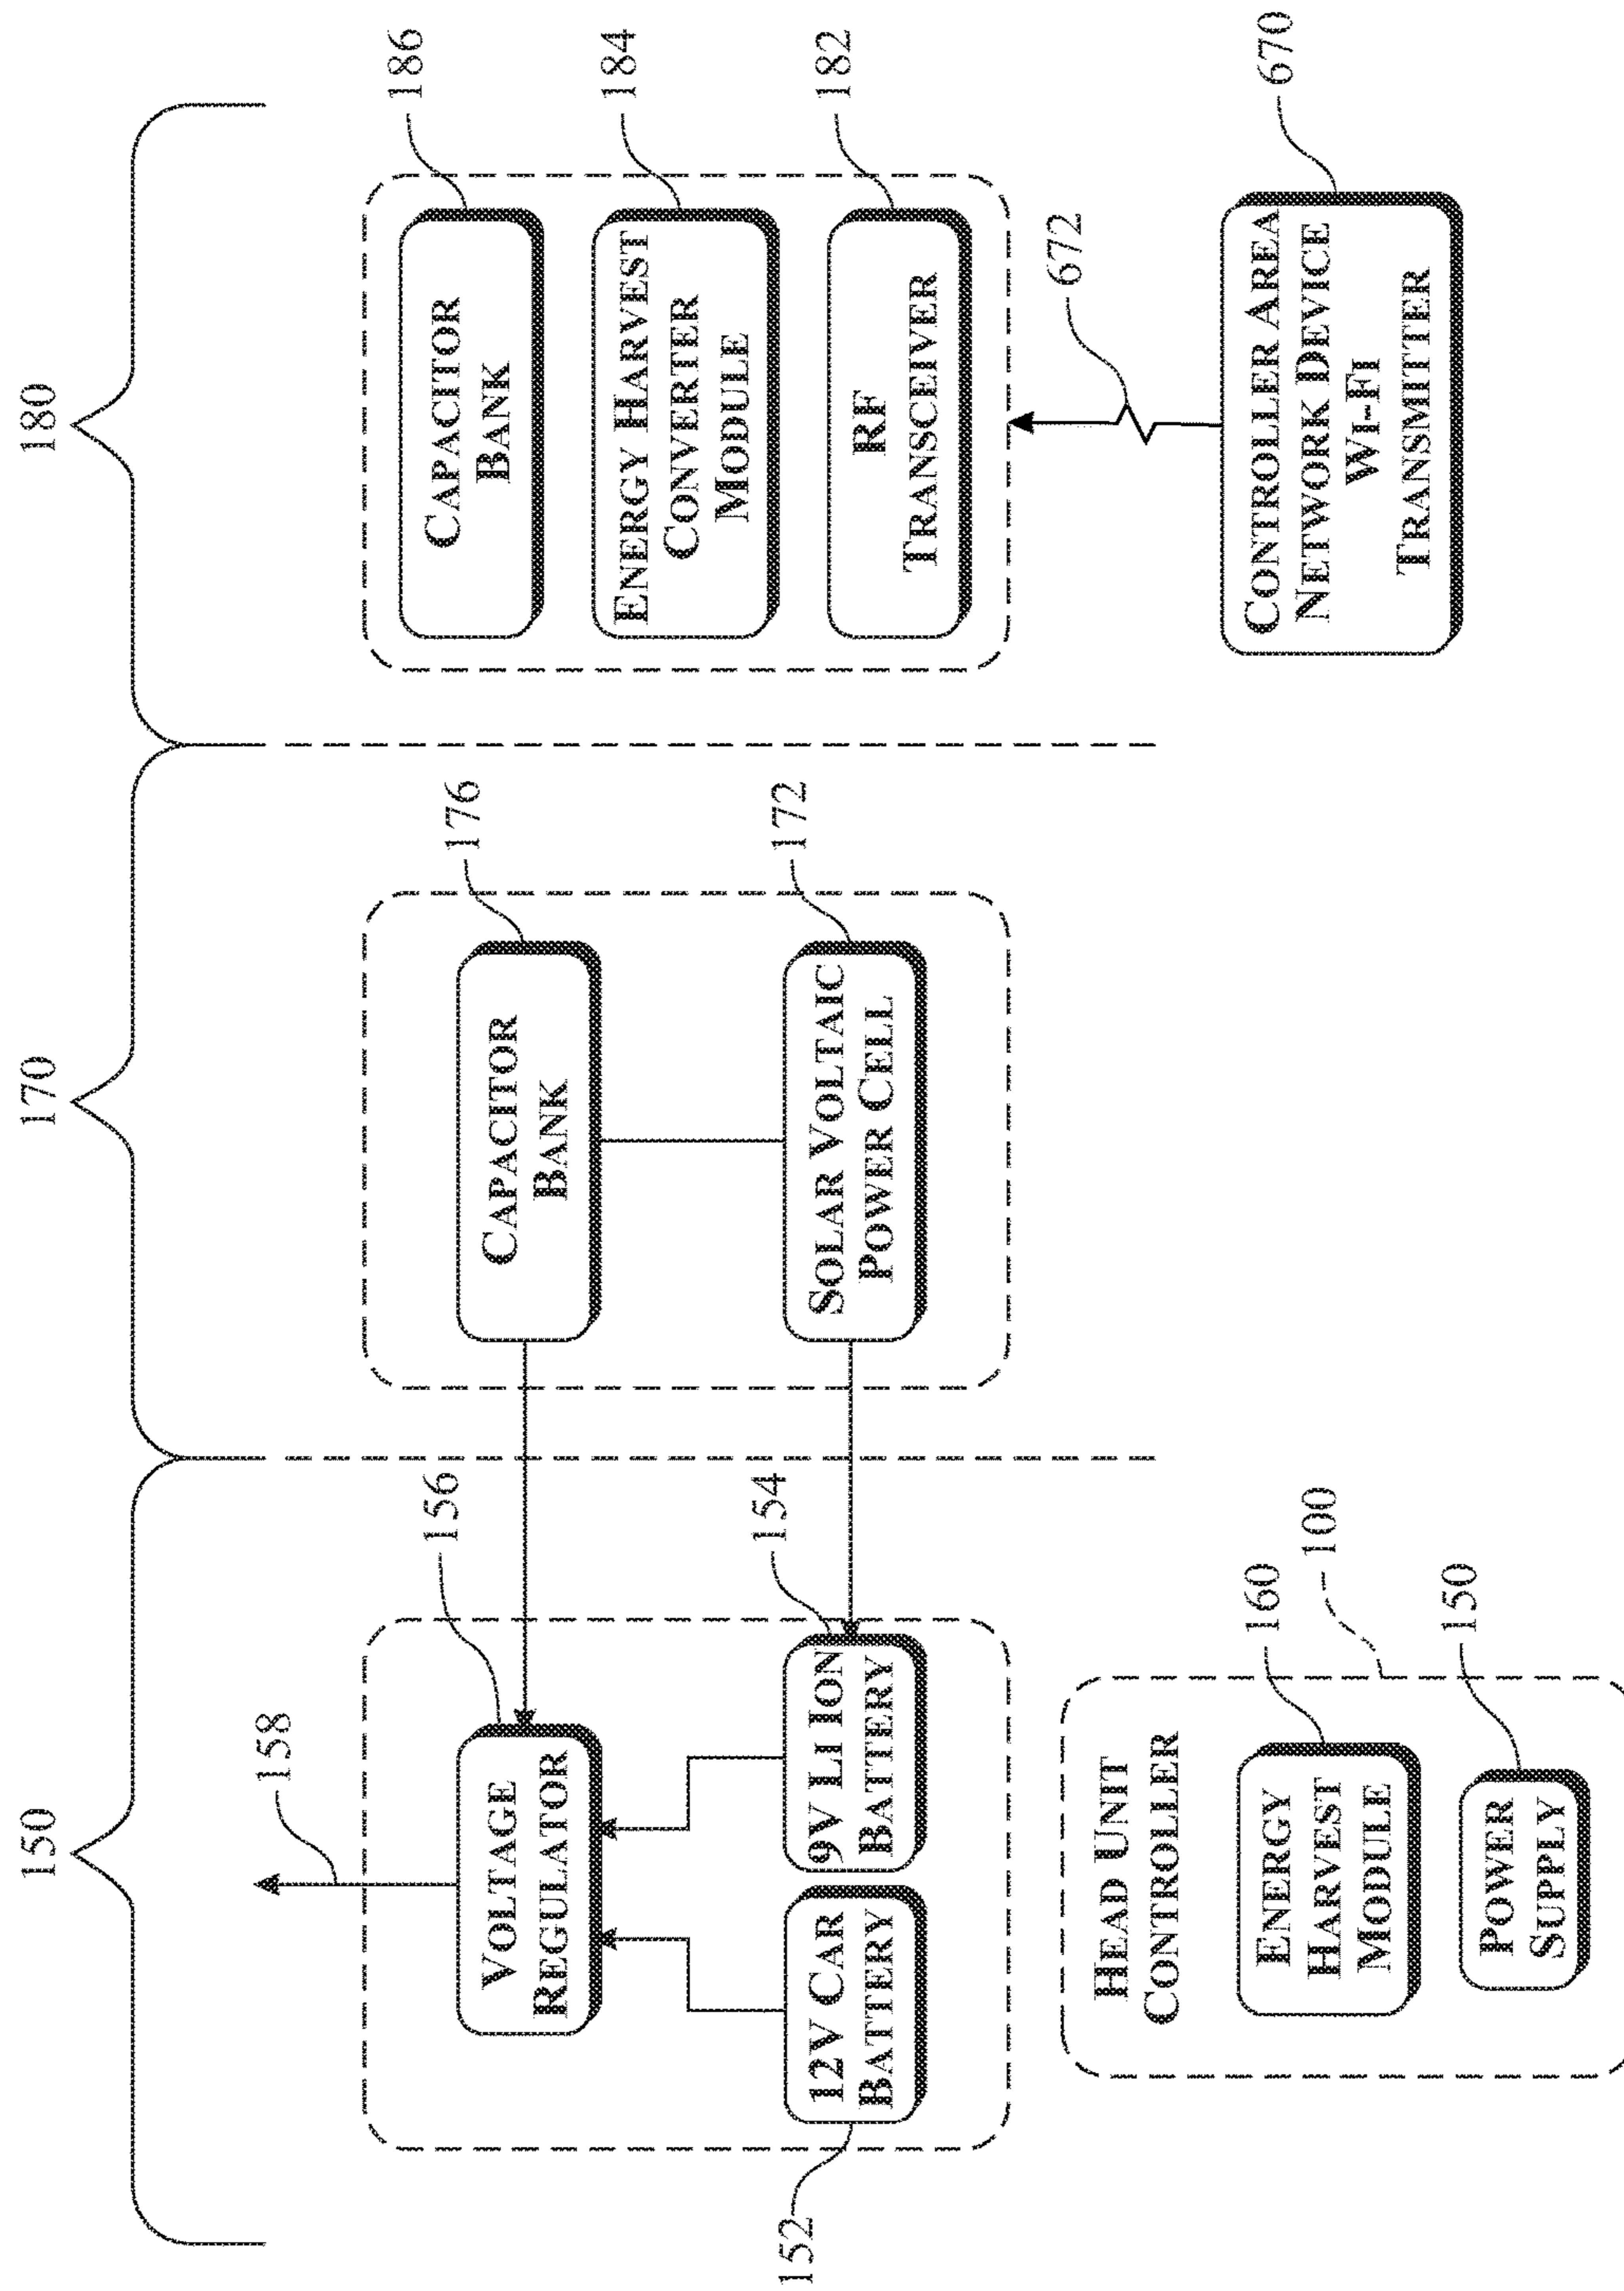 150
170
180
158
156
VOLTAGE
REGULATOR
176
CAPACITOR
BANK
186
CAPACITOR
BANK
184
ENERGY HARVEST
CONVERTER
MODULE
152
12V CAR
BATTERY
154
9V LI ION
BATTERY
172
SOLAR VOLTAIC
POWER CELL
182
RF
TRANSCEIVER
672
100
HEAD UNIT
CONTROLLER
160
ENERGY
HARVEST
MODULE
150
POWER
SUPPLY
670
CONTROLLER AREA
NETWORK DEVICE
WI-FI
TRANSMITTER